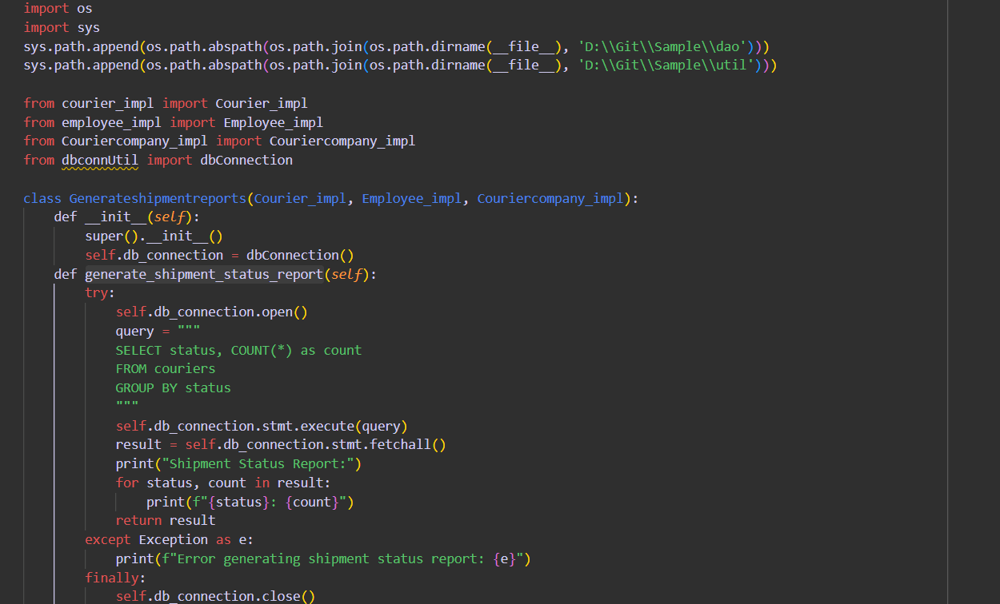 import os
import sys
sys.path.append(os.path.abspath(os.path.join(os.path.dirname(__file__), 'D:\\Git\\Sample\\dao')))
sys.path.append(os.path.abspath(os.path.join(os.path.dirname(__file__), 'D:\\Git\\Sample\\util')))

from courier_impl import Courier_impl
from employee_impl import Employee_impl
from Couriercompany_impl import Couriercompany_impl
from dbconnUtil import dbConnection

class Generateshipmentreports(Courier_impl, Employee_impl, Couriercompany_impl):
    def __init__(self):
        super().__init__()
        self.db_connection = dbConnection()
    def generate_shipment_status_report(self):
        try:
            self.db_connection.open()
            query = """
            SELECT status, COUNT(*) as count
            FROM couriers
            GROUP BY status
            """
            self.db_connection.stmt.execute(query)
            result = self.db_connection.stmt.fetchall()
            print("Shipment Status Report:")
            for status, count in result:
                print(f"{status}: {count}")
            return result
        except Exception as e:
            print(f"Error generating shipment status report: {e}")
        finally:
            self.db_connection.close()